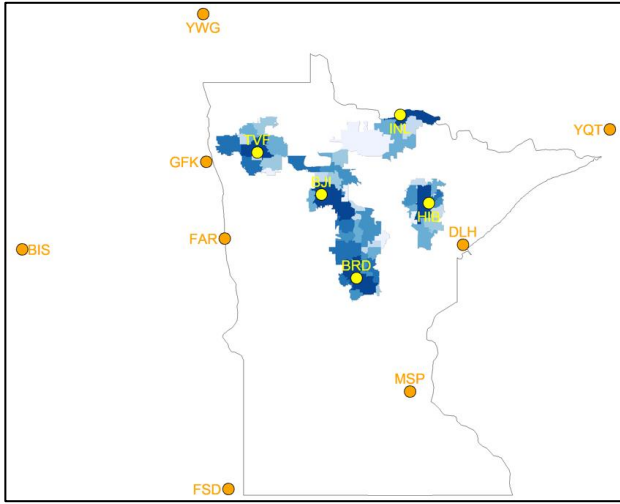 YWG
INL
YQT
TVF
GFK
BJI
HIB
FAR
DLH
BIS
BRD
MSP
FSD